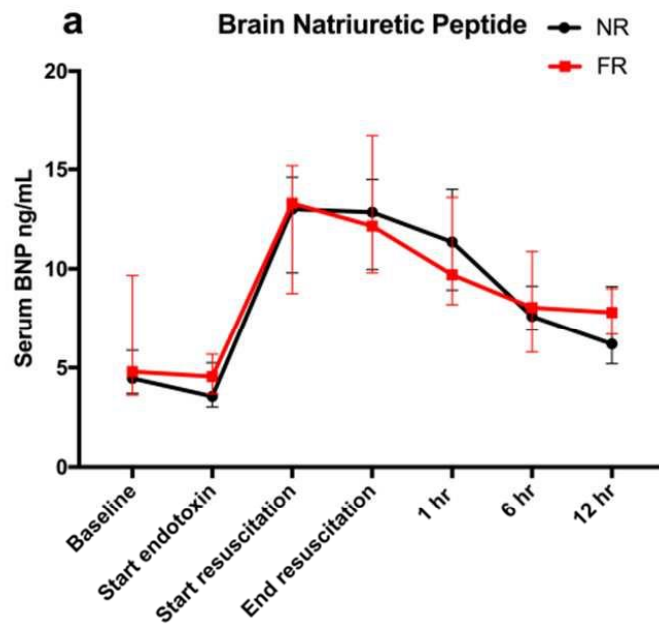 a
Brain Natriuretic Peptide
NR
FR
Serum BNP ng/mL
20
15
10
5
0
Baseline
Start endotoxin
Start resuscitation
End resuscitation
1 hr
6 hr
12 hr